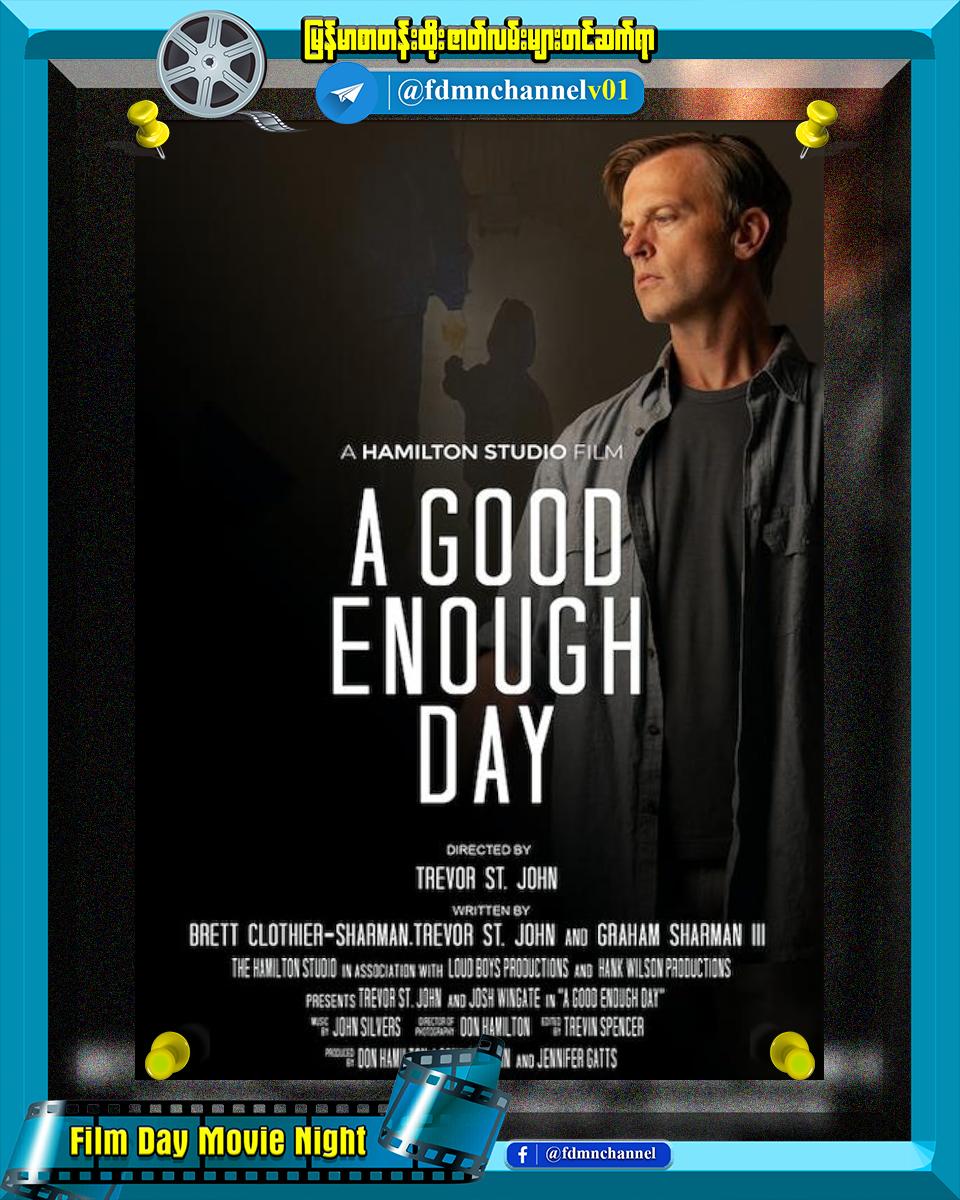 မြန်မာစာတန်းထိုးဇာတ်လမ်းများတင်ဆက်ရာ
@fdmnchannelv01
A HAMILTON STUDIO FILM
A GOOD
ENOUGH
DAY
DIRECTED BY
TREVOR ST. JOHN
WRITTEN BY
BRETT CLOTHIER-SHARMAN.TREVOR ST. JOHN AND GRAHAM SHARMAN III
THE HAMILTON STUDIO IN ASSOCIATION WITH LOUD BOYS PRODUCTIONS AND HANK WILSON PRODUCTIONS
PRESENTS TREVOR ST. JOHN AND JOSH WINGATE IN "A GOOD ENOUGH DAY"
MUSIC BY JOHN SILVERS DIRECTOR OF PHOTOGRAPHY DON HAMILTON EDITED BY TREVIN SPENCER
PRODUCED BY DON AND JENNIFER GATTS
Film Day Movie Night
@fdmnchannel